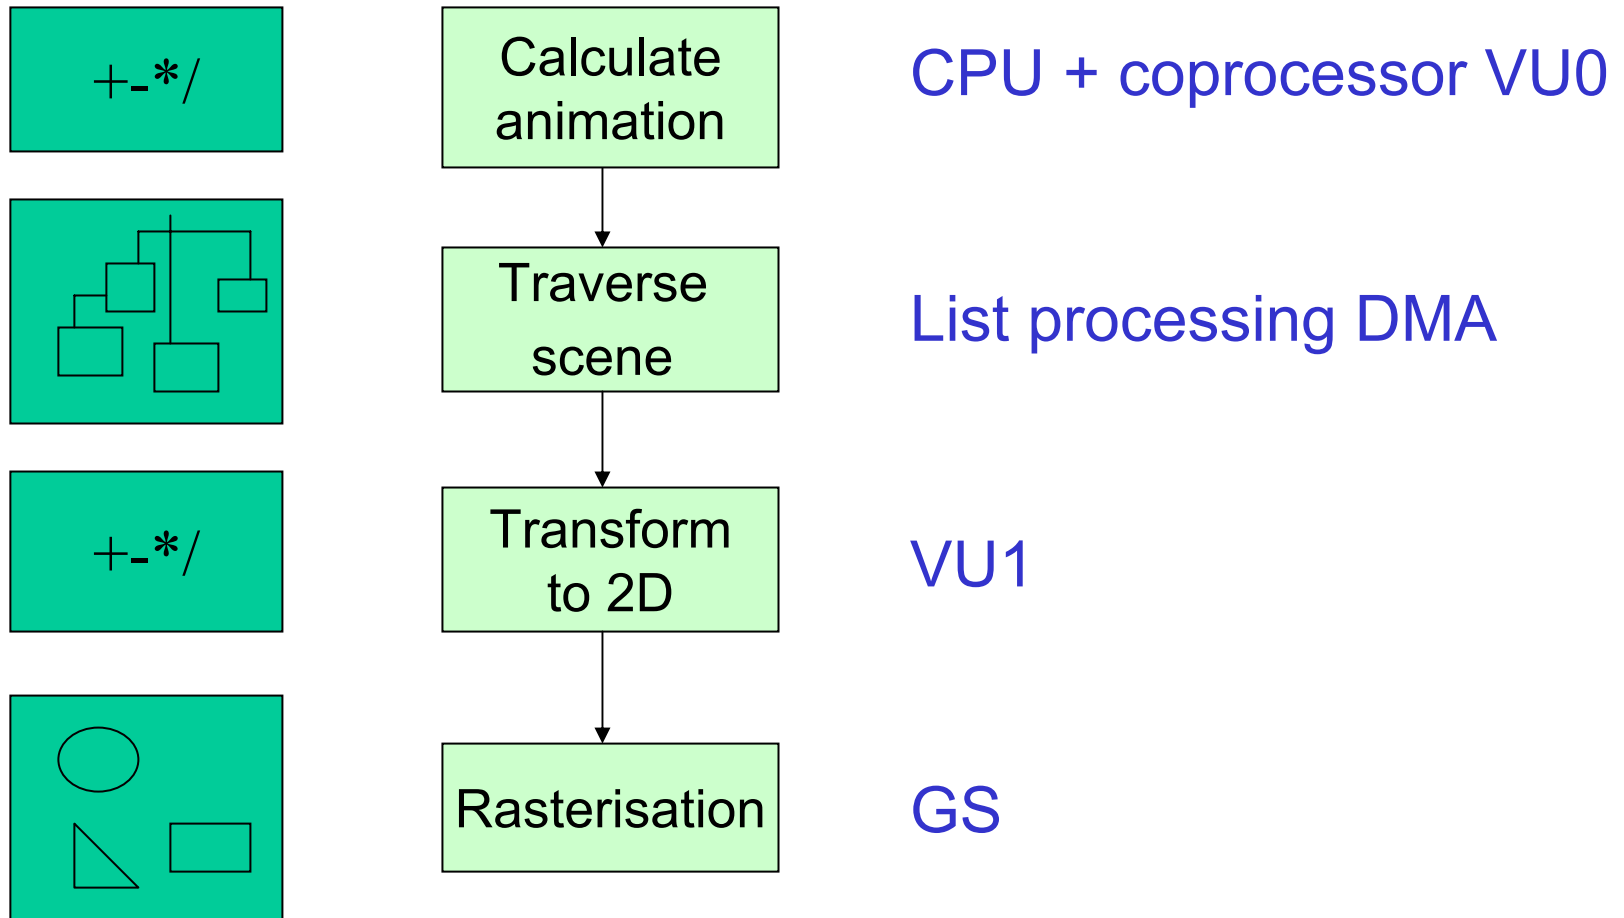 +-*/
Calculate
animation
CPU + coprocessor VU0
Traverse
scene
List processing DMA
+-*/
Transform
to 2D
VU1
Rasterisation
GS